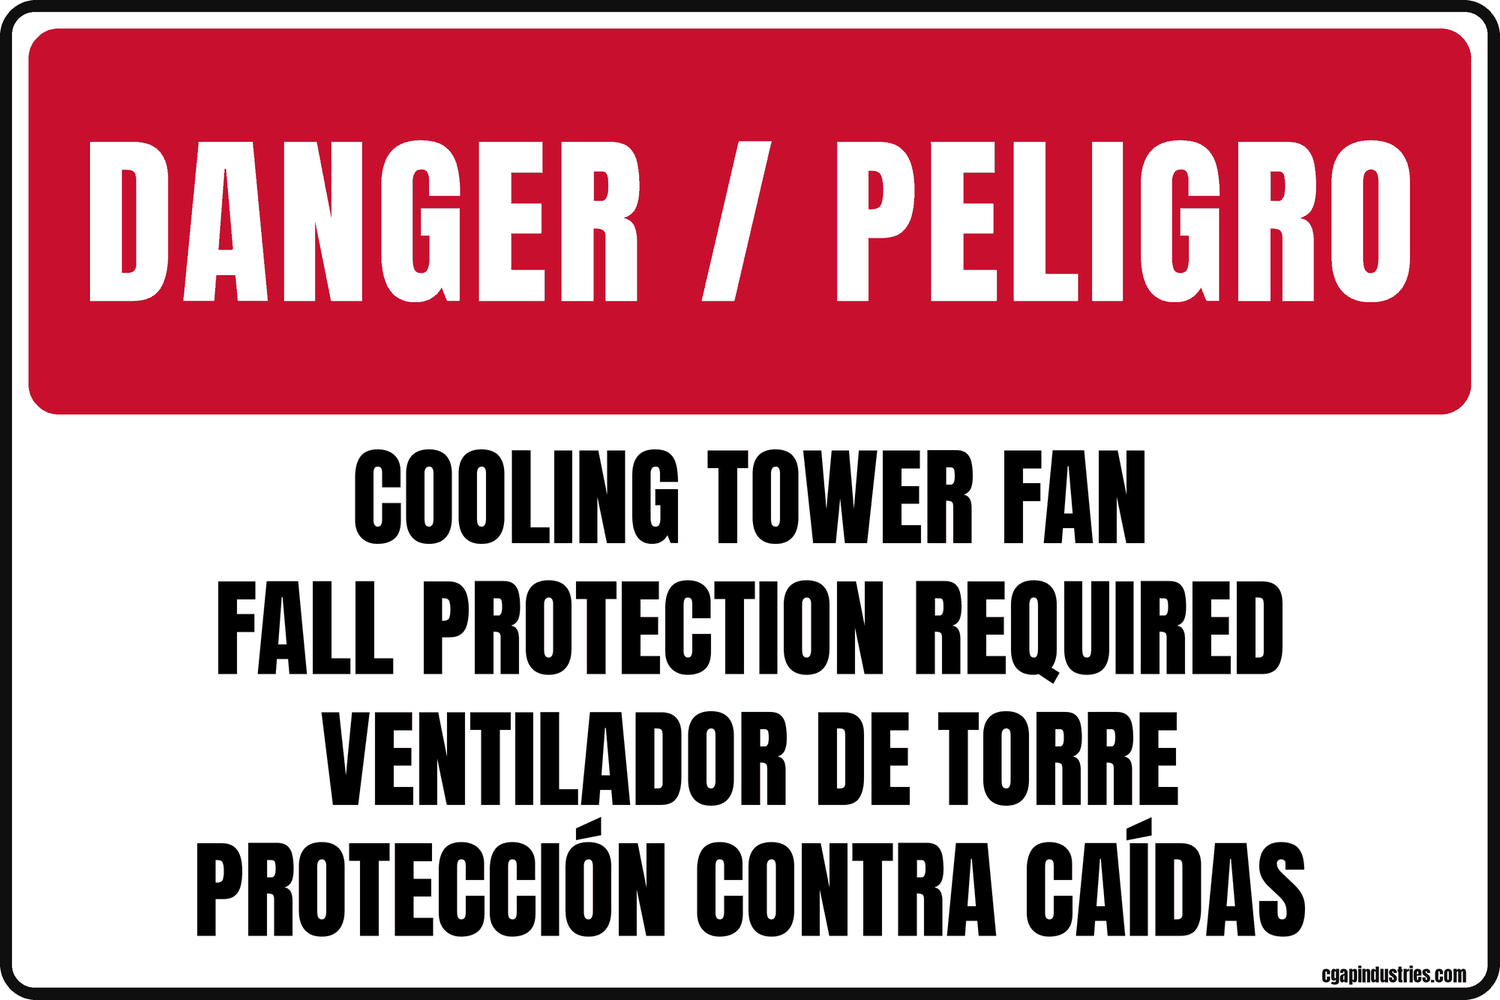 DANGER / PELIGRO
COOLING TOWER FAN
FALL PROTECTION REQUIRED
VENTILADOR DE TORRE
PROTECCIÓN CONTRA CAÍDAS
cgapindustries.com